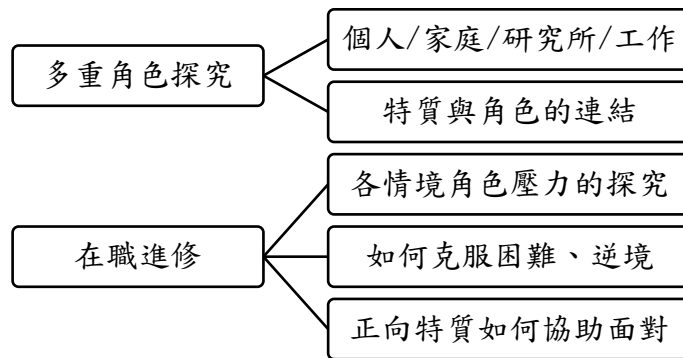 多重角色探究
個人/家庭/研究所/工作
特質與角色的連結
在職進修
各情境角色壓力的探究
如何克服困難、逆境
正向特質如何協助面對